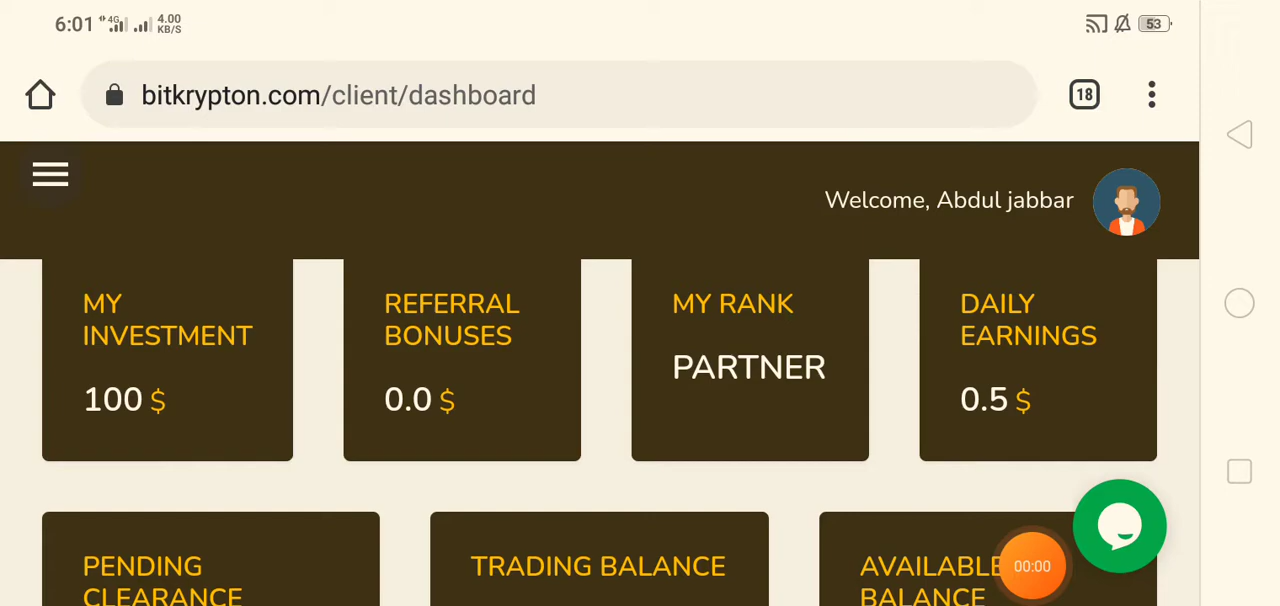 6:01 4G 4.00 KB/S 53
bitkrypton.com/client/dashboard 18
Welcome, Abdul jabbar
MY INVESTMENT
100 $
REFERRAL BONUSES
0.0 $
MY RANK
PARTNER
DAILY EARNINGS
0.5 $
PENDING CLEARANCE
TRADING BALANCE
AVAILABLE BALANCE
00:00